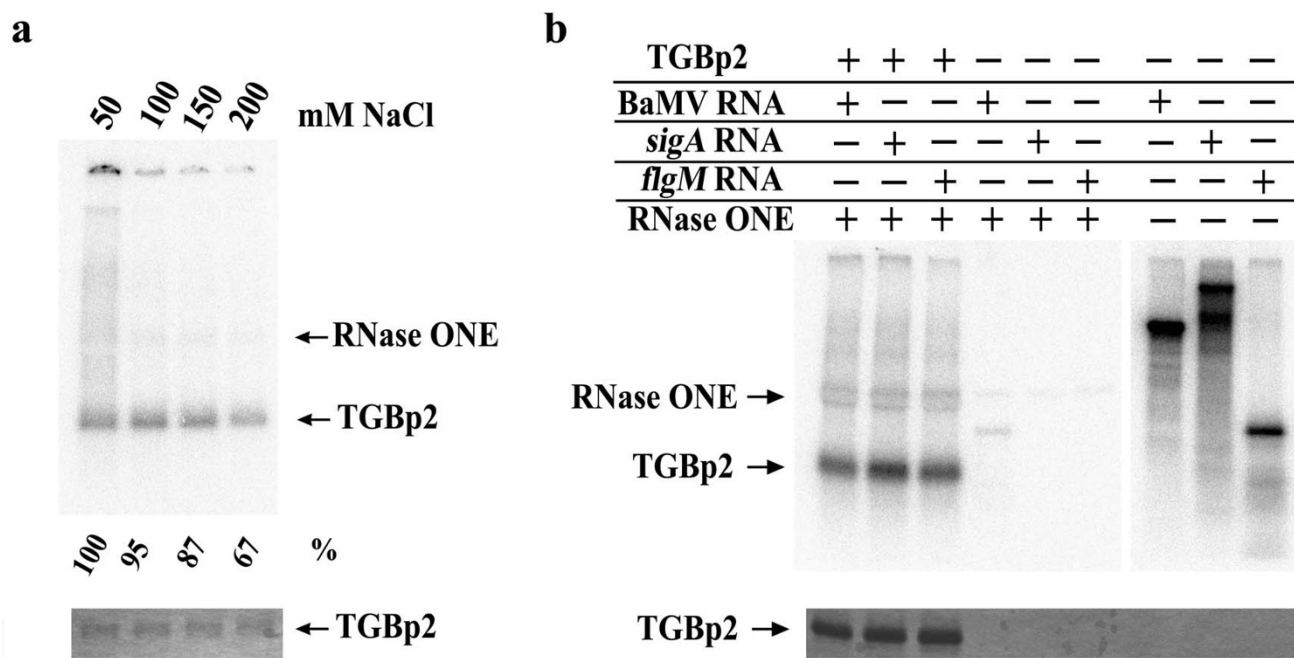 a
50 100 150 200 mM NaCl
←RNase ONE
←TGBp2
100 95 87 67 %
←TGBp2
b
TGBp2 + + + − − − − − −
BaMV RNA + − − + − − + − −
sigA RNA − + − − + − − + −
flgM RNA − − + − − + − − +
RNase ONE + + + + + + − − −
RNase ONE →
TGBp2 →
TGBp2 →